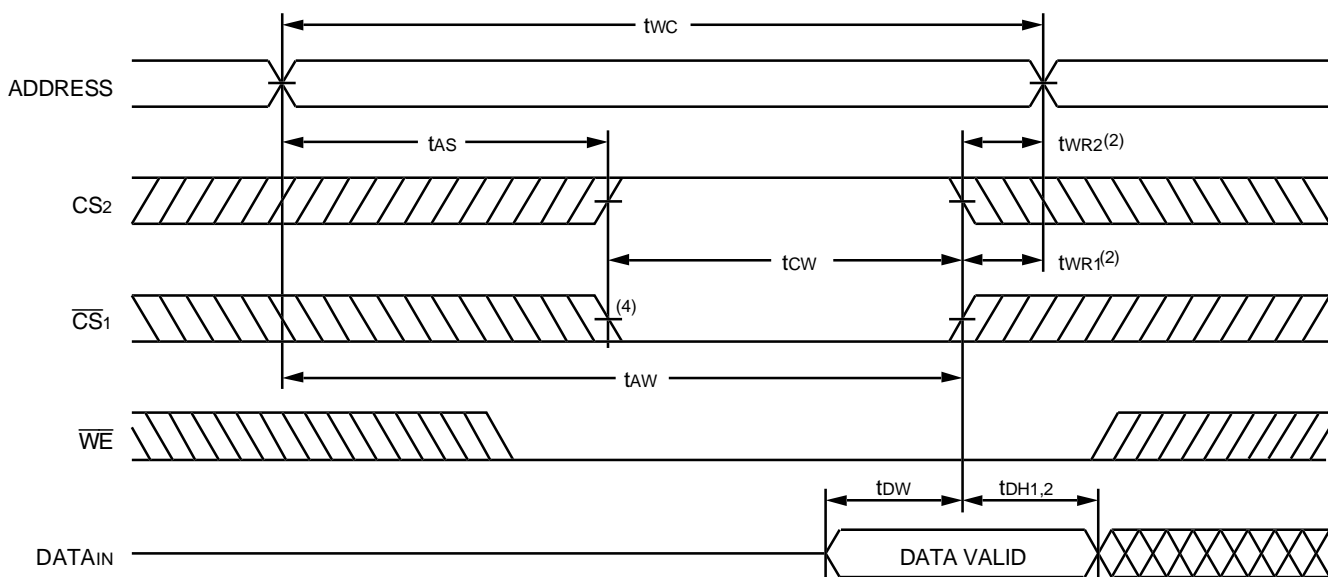 tWC
ADDRESS
tAS
tWR2(2)
CS2
tCW
tWR1(2)
CS1
(4)
tAW
WE
tDW
tDH1,2
DATAIN
DATA VALID